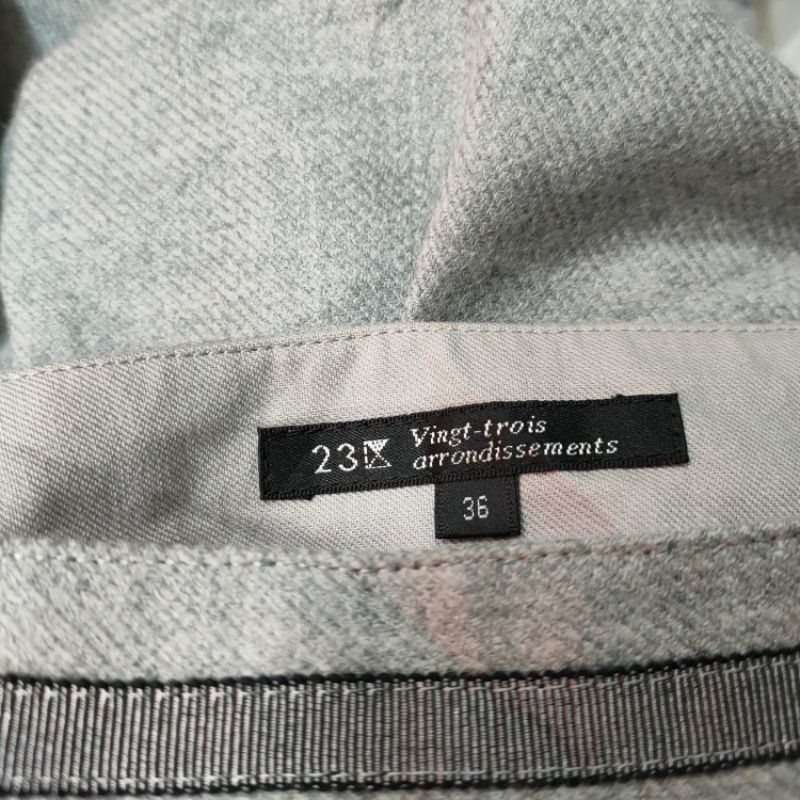 23区 Vingt-trois
arrondissements
36